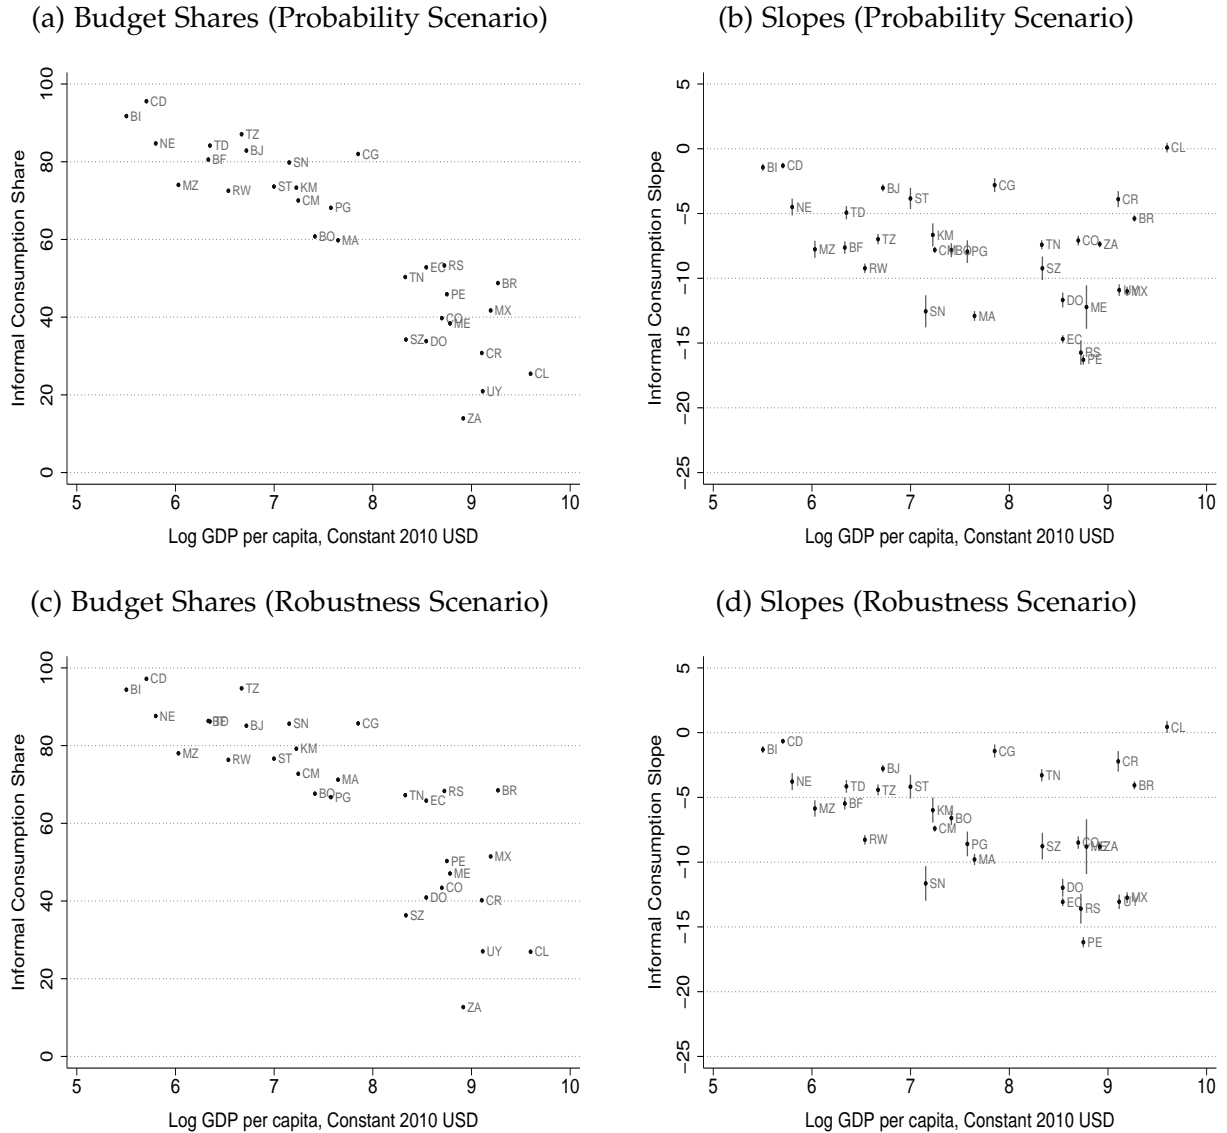 (a) Budget Shares (Probability Scenario)
Informal Consumption Share
100
80
60
40
20
0
CD
BI
NE
TD
TZ
BF
BJ
SN
CG
MZ
RW
ST
KM
CM
PG
BO
MA
TN
EC
RS
BR
PE
MX
CO
ME
SZ
DO
CR
CL
UY
ZA
5 6 7 8 9 10
Log GDP per capita, Constant 2010 USD
(b) Slopes (Probability Scenario)
Informal Consumption Slope
5
0
−5
−10
−15
−20
−25
CL
BI
CD
BJ
CG
NE
TD
ST
CR
BR
MZ
BF
TZ
RW
KM
CM
BO
PG
TN
CO
ZA
SZ
SN
MA
DO
ME
UY
MX
EC
RS
PE
5 6 7 8 9 10
Log GDP per capita, Constant 2010 USD
(c) Budget Shares (Robustness Scenario)
Informal Consumption Share
100
80
60
40
20
0
CD
BI
TZ
NE
BF
TD
BJ
SN
CG
MZ
RW
ST
KM
CM
MA
BO
PG
TN
EC
RS
BR
PE
MX
ME
CO
DO
CR
SZ
UY
CL
ZA
5 6 7 8 9 10
Log GDP per capita, Constant 2010 USD
(d) Slopes (Robustness Scenario)
Informal Consumption Slope
5
0
−5
−10
−15
−20
−25
CL
CD
BI
CG
CR
BJ
TN
NE
TD
TZ
ST
BR
MZ
BF
KM
BO
CM
RW
PG
MA
SZ
CO
ME
ZA
SN
DO
EC
RS
UY
MX
PE
5 6 7 8 9 10
Log GDP per capita, Constant 2010 USD